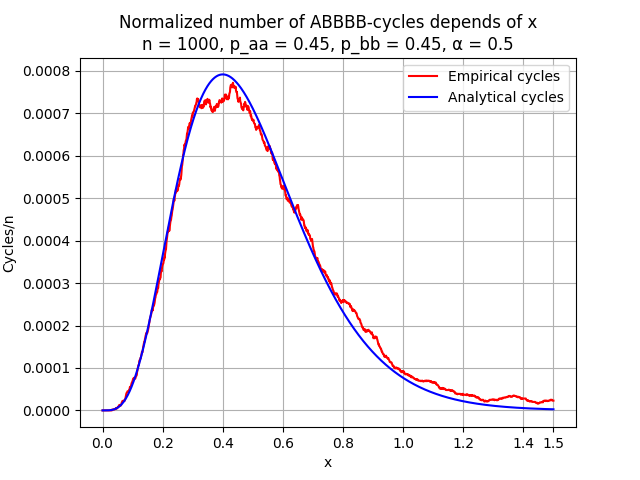 Normalized number of ABBBB-cycles depends of x
n = 1000, p_aa = 0.45, p_bb = 0.45, α = 0.5
Empirical cycles
Analytical cycles
Cycles/n
0.0008
0.0007
0.0006
0.0005
0.0004
0.0003
0.0002
0.0001
0.0000
0.0 0.2 0.4 0.6 0.8 1.0 1.2 1.4 1.5
x